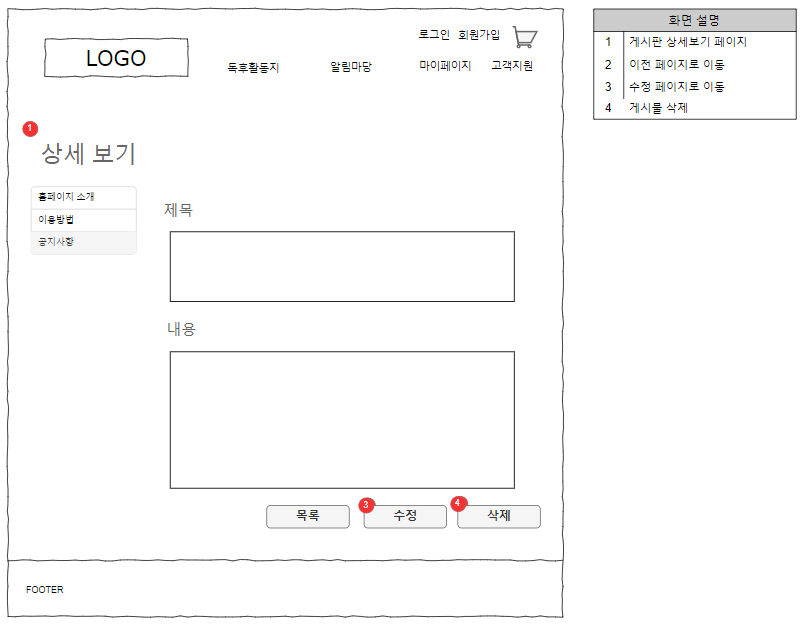 로그인 회원가입
LOGO
독후활동지 알림마당 마이페이지 고객지원
1
상세 보기
홈페이지 소개
이용방법
공지사항
제목
내용
3
4
목록 수정 삭제
FOOTER
화면 설명
1 게시판 상세보기 페이지
2 이전 페이지로 이동
3 수정 페이지로 이동
4 게시물 삭제